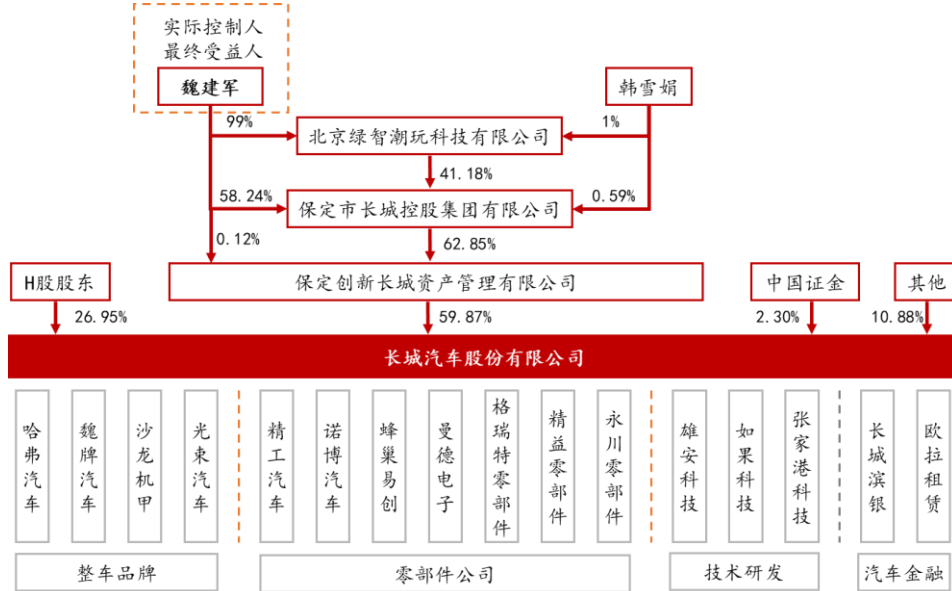 实际控制人
最终受益人
魏建军
韩雪娟
99%
1%
北京绿智潮玩科技有限公司
41.18%
58.24%
0.59%
保定市长城控股集团有限公司
0.12%
62.85%
H股股东
保定创新长城资产管理有限公司
中国证金
其他
26.95%
59.87%
2.30%
10.88%
长城汽车股份有限公司
哈弗汽车
魏牌汽车
沙龙机甲
光束汽车
精工汽车
诺博汽车
蜂巢易创
曼德电子
格瑞特零部件
精益零部件
永川零部件
雄安科技
如果科技
张家港科技
长城滨银
欧拉租赁
整车品牌
零部件公司
技术研发
汽车金融